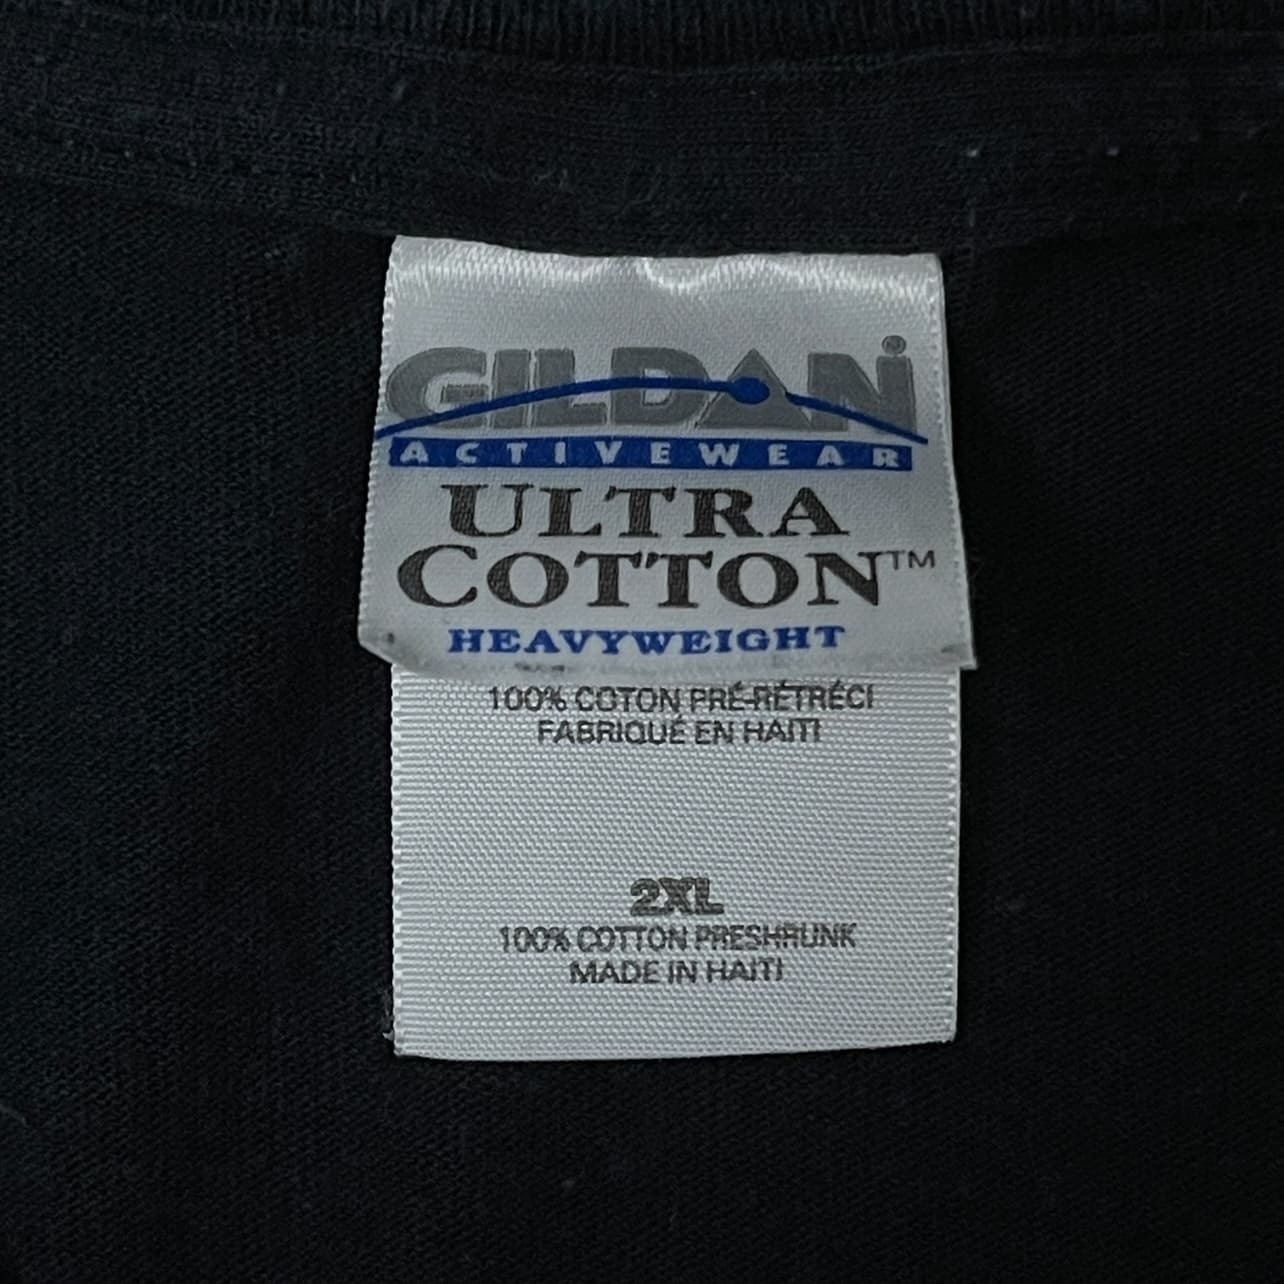 GILDAN
ACTIVEWEAR
ULTRA
COTTON™
HEAVYWEIGHT
100% COTON PRÉ-RÉTRÉCI
FABRIQUÉ EN HAITI
2XL
100% COTTON PRESHRUNK
MADE IN HAITI